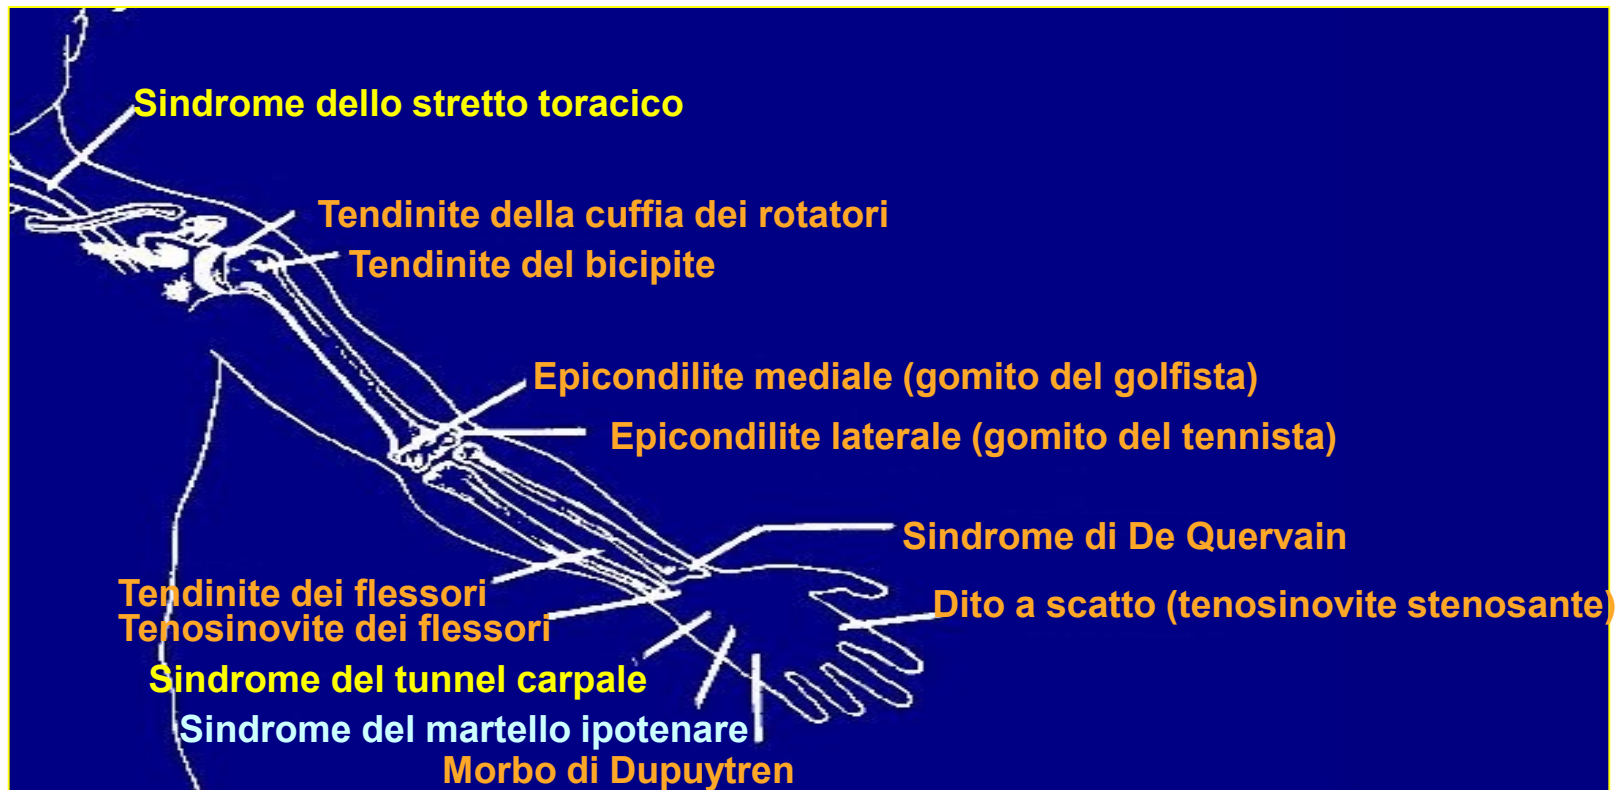 Sindrome dello stretto toracico
Tendinite della cuffia dei rotatori
Tendinite del bicipite
Epicondilite mediale (gomito del golfista)
Epicondilite laterale (gomito del tennista)
Sindrome di De Quervain
Tendinite dei flessori
Dito a scatto (tenosinovite stenosante)
Tenosinovite dei flessori
Sindrome del tunnel carpale
Sindrome del martello ipotenare
Morbo di Dupuytren